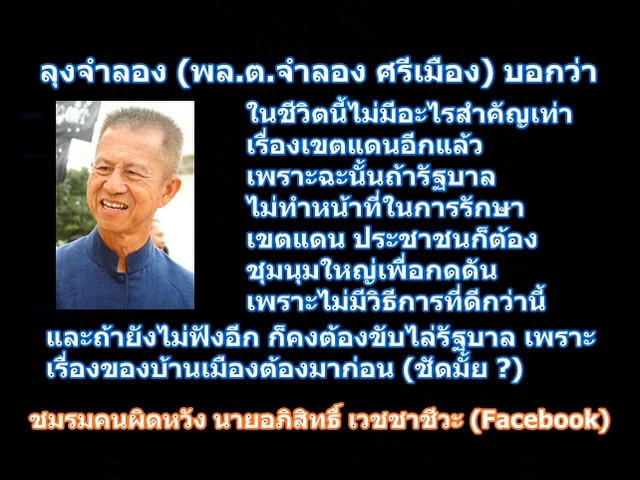 ลุงจำลอง (พล.ต.จำลอง ศรีเมือง) บอกว่า
ในชีวิตนี้ไม่มีอะไรสำคัญเท่า
เรื่องเขตแดนอีกแล้ว
เพราะฉะนั้นถ้ารัฐบาล
ไม่ทำหน้าที่ในการรักษา
เขตแดน ประชาชนก็ต้อง
ชุมนุมใหญ่เพื่อกดดัน
เพราะไม่มีวิธีการที่ดีกว่านี้
และถ้ายังไม่ฟังอีก ก็คงต้องขับไล่รัฐบาล เพราะ
เรื่องของบ้านเมืองต้องมาก่อน (ชัดมั้ย ?)
ชมรมคนผิดหวัง นายอภิสิทธิ์ เวชชาชีวะ (Facebook)